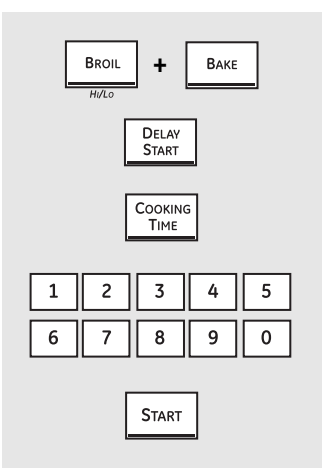 BROIL + BAKE
HI/LO
DELAY
START
COOKING
TIME
1 2 3 4 5
6 7 8 9 0
START